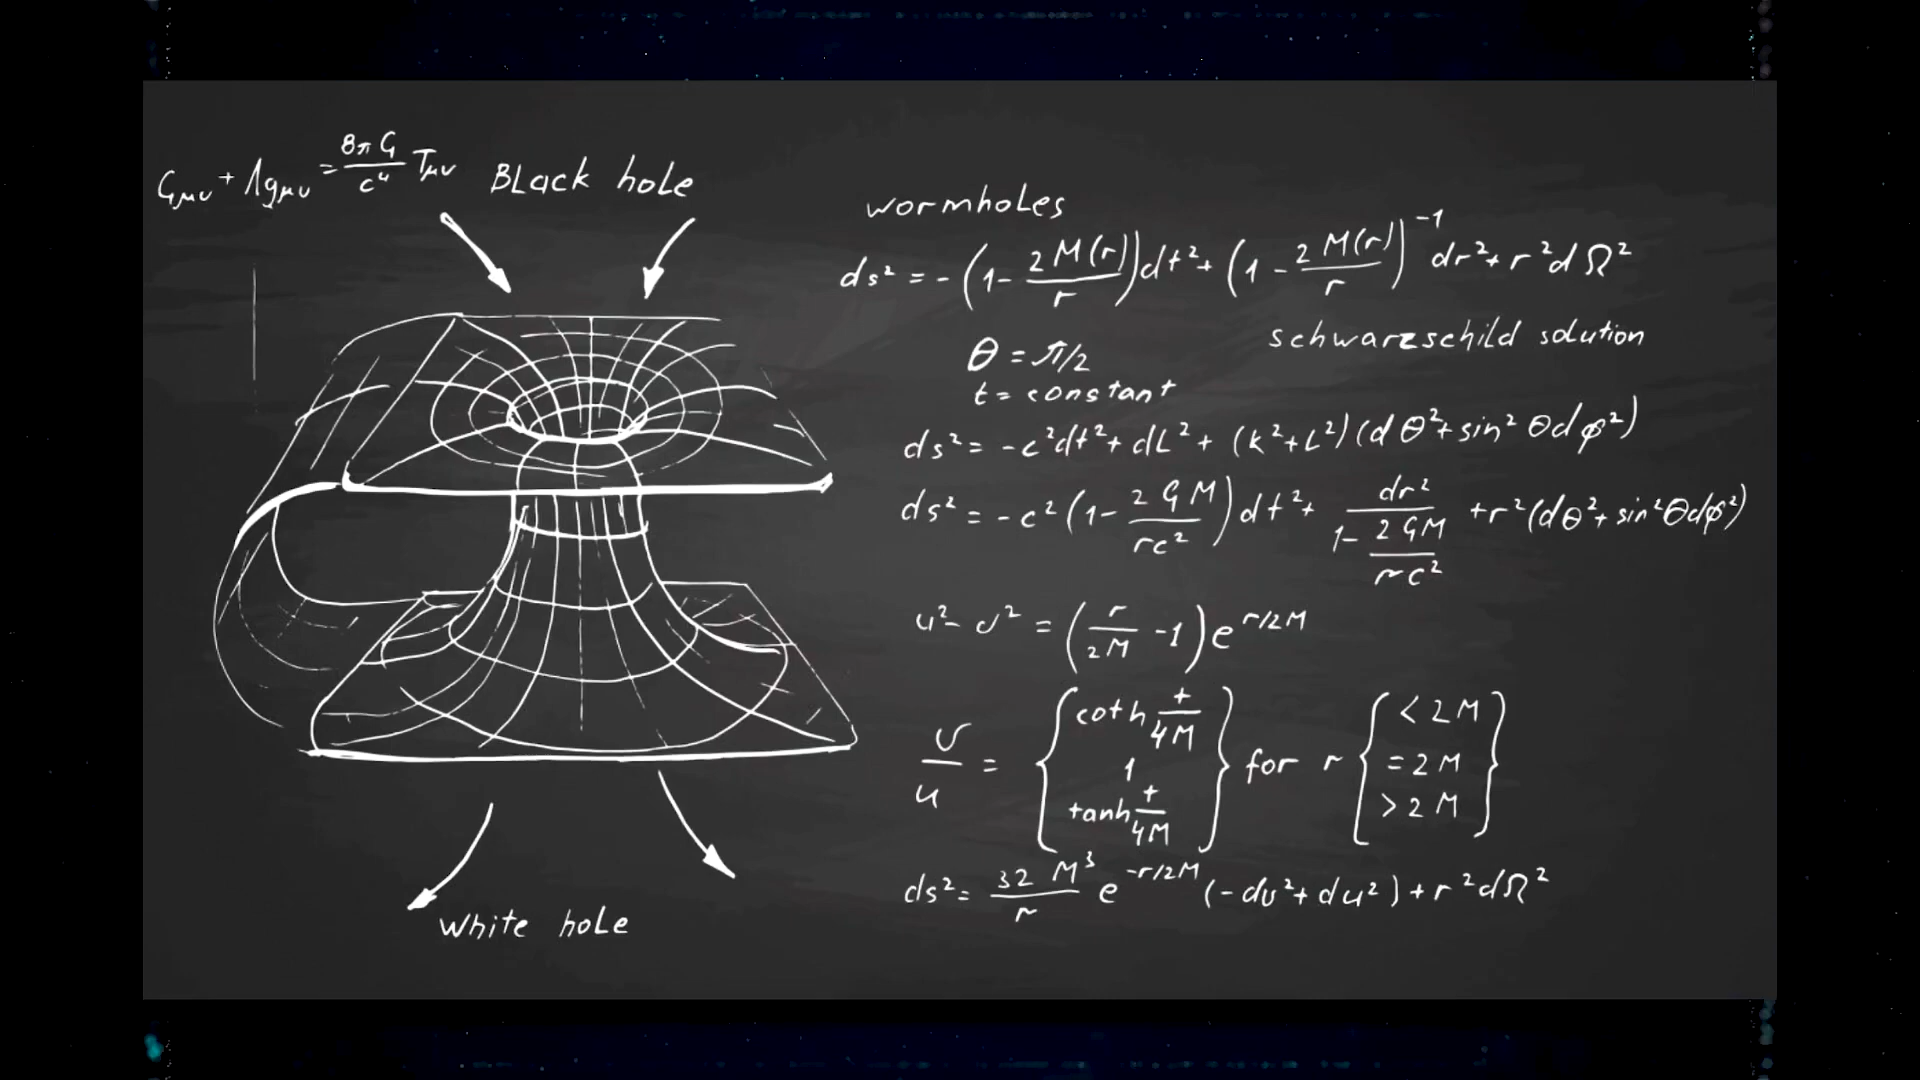 Gμν + Λgμν = 8πG/c⁴ Tμν
Black hole
wormholes
ds² = -(1 - 2M(r)/r)dt² + (1 - 2M(r)/r)⁻¹ dr² + r²dΩ²
schwarzschild solution
θ = π/2
t = constant
ds² = -c²dt² + dL² + (k² + L²)(dθ² + sin²θdφ²)
ds² = -c²(1 - 2GM/rc²)dt² + dr²/(1 - 2GM/rc²) + r²(dθ² + sin²θdφ²)
u² - υ² = (r/2M - 1)e^r/2M
υ/u = {coth t/4M, 1, tanh t/4M} for r {< 2M, = 2M, > 2M}
ds² = 32M³/r e^-r/2M (-dυ² + du²) + r²dΩ²
White hole